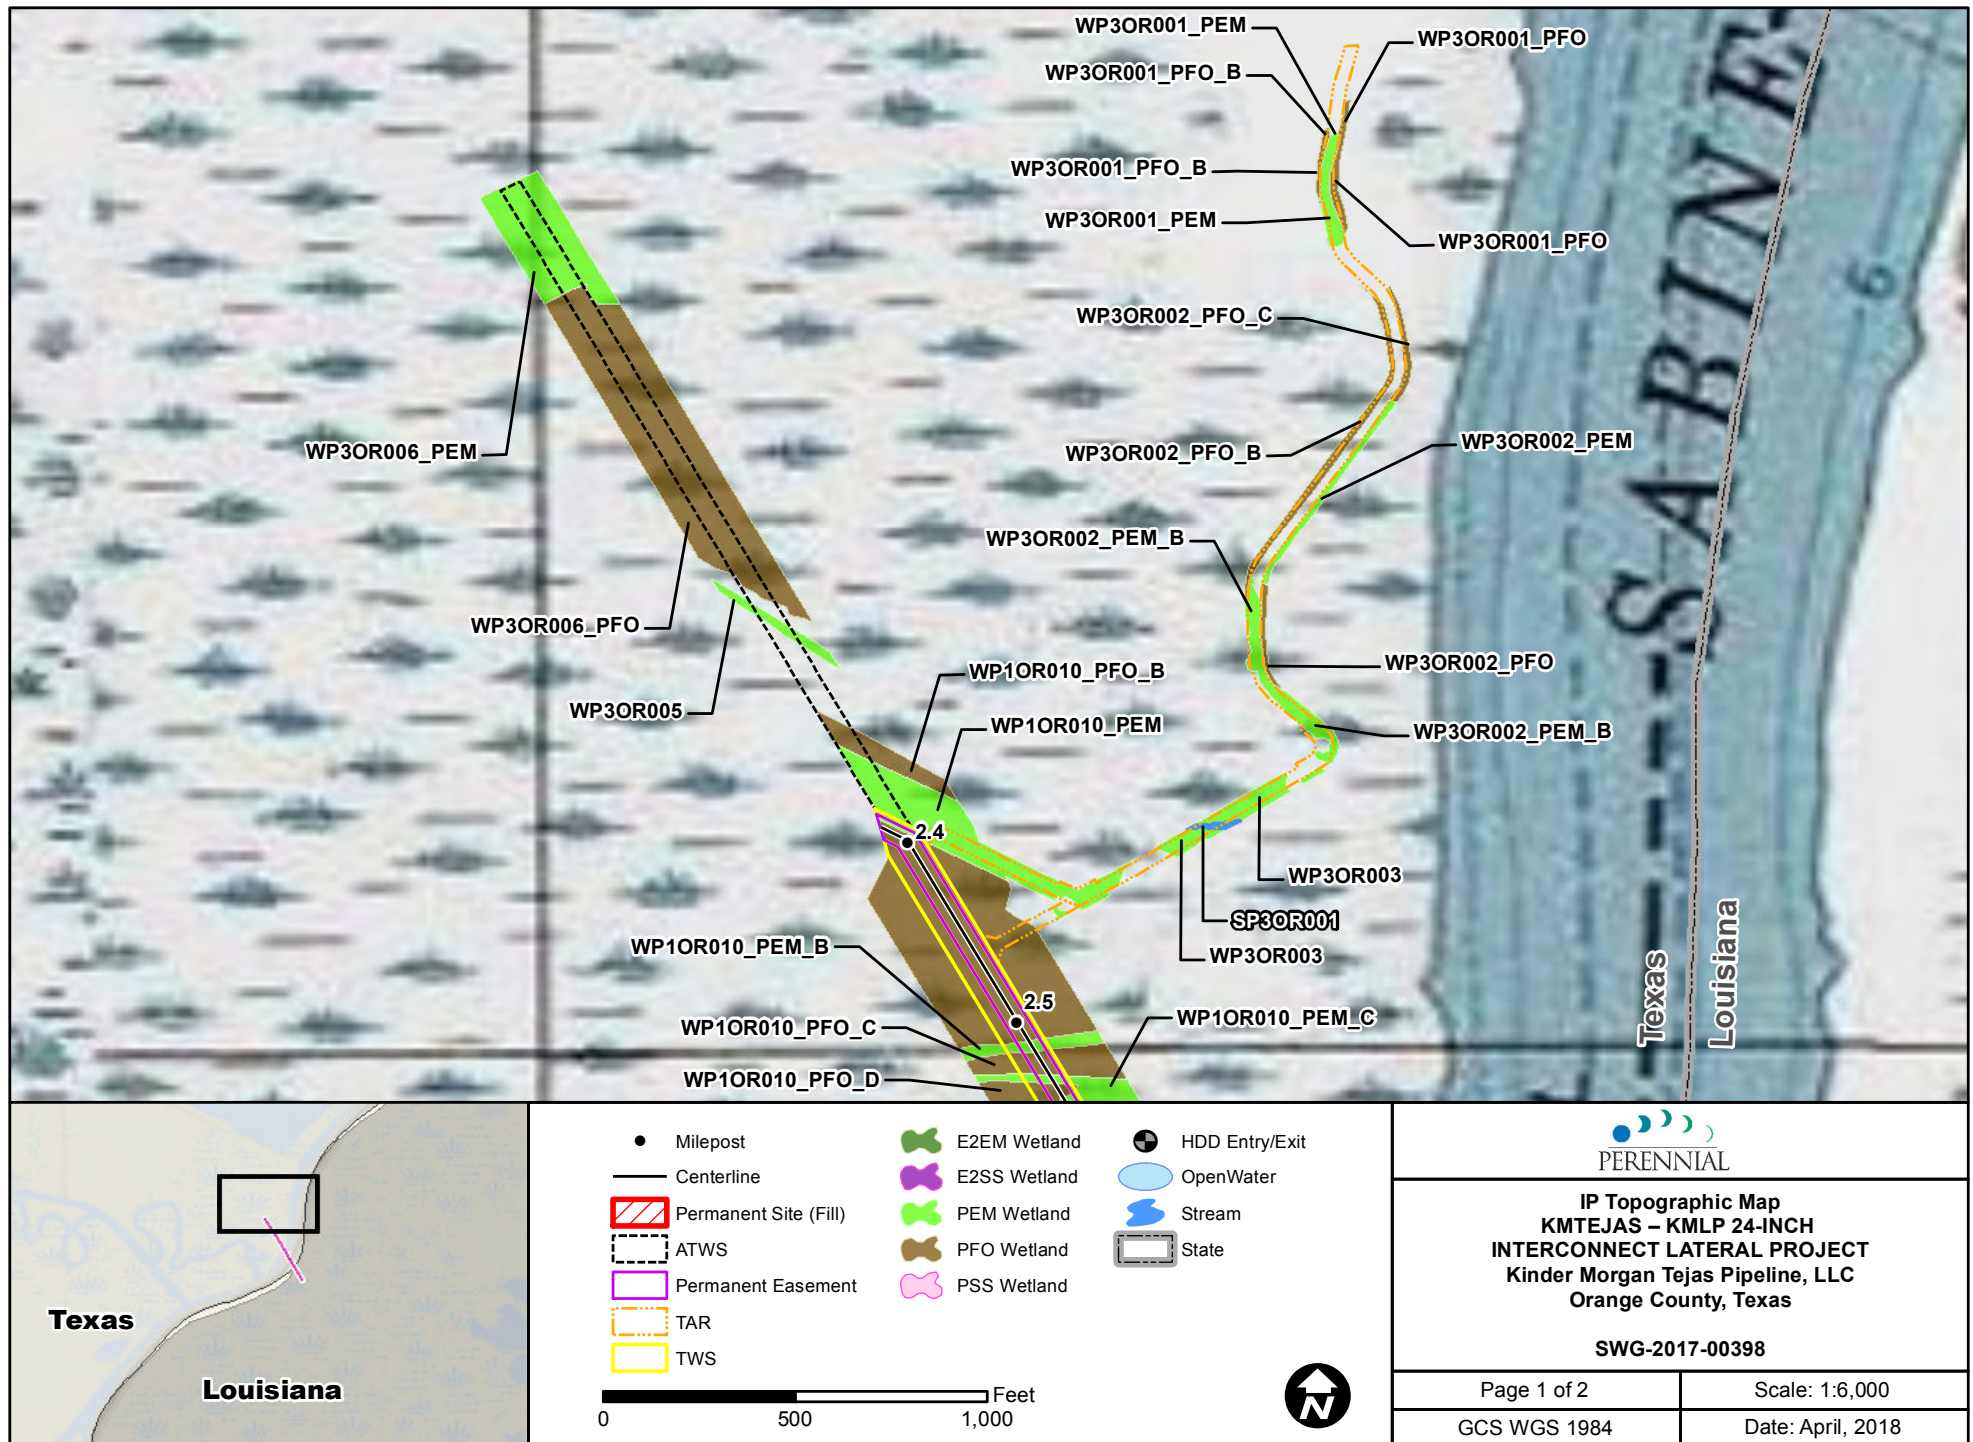 WP3OR001_PEM
WP3OR001_PFO
WP3OR001_PFO_B
WP3OR001_PFO_B
WP3OR001_PEM
WP3OR001_PFO
WP3OR002_PFO_C
WP3OR006_PEM
WP3OR002_PFO_B
WP3OR002_PEM
WP3OR002_PEM_B
WP3OR006_PFO
WP3OR002_PFO
WP1OR010_PFO_B
WP3OR005
WP1OR010_PEM
WP3OR002_PEM_B
2.4
WP3OR003
SP3OR001
WP1OR010_PEM_B
WP3OR003
2.5
WP1OR010_PFO_C
WP1OR010_PEM_C
WP1OR010_PFO_D
SABINE
6
Texas
Louisiana
Texas
Louisiana
Milepost
Centerline
Permanent Site (Fill)
ATWS
Permanent Easement
TAR
TWS
E2EM Wetland
E2SS Wetland
PEM Wetland
PFO Wetland
PSS Wetland
HDD Entry/Exit
OpenWater
Stream
State
Feet
0 500 1,000
N
PERENNIAL
IP Topographic Map
KMTEJAS – KMLP 24-INCH
INTERCONNECT LATERAL PROJECT
Kinder Morgan Tejas Pipeline, LLC
Orange County, Texas
SWG-2017-00398
Page 1 of 2
Scale: 1:6,000
GCS WGS 1984
Date: April, 2018